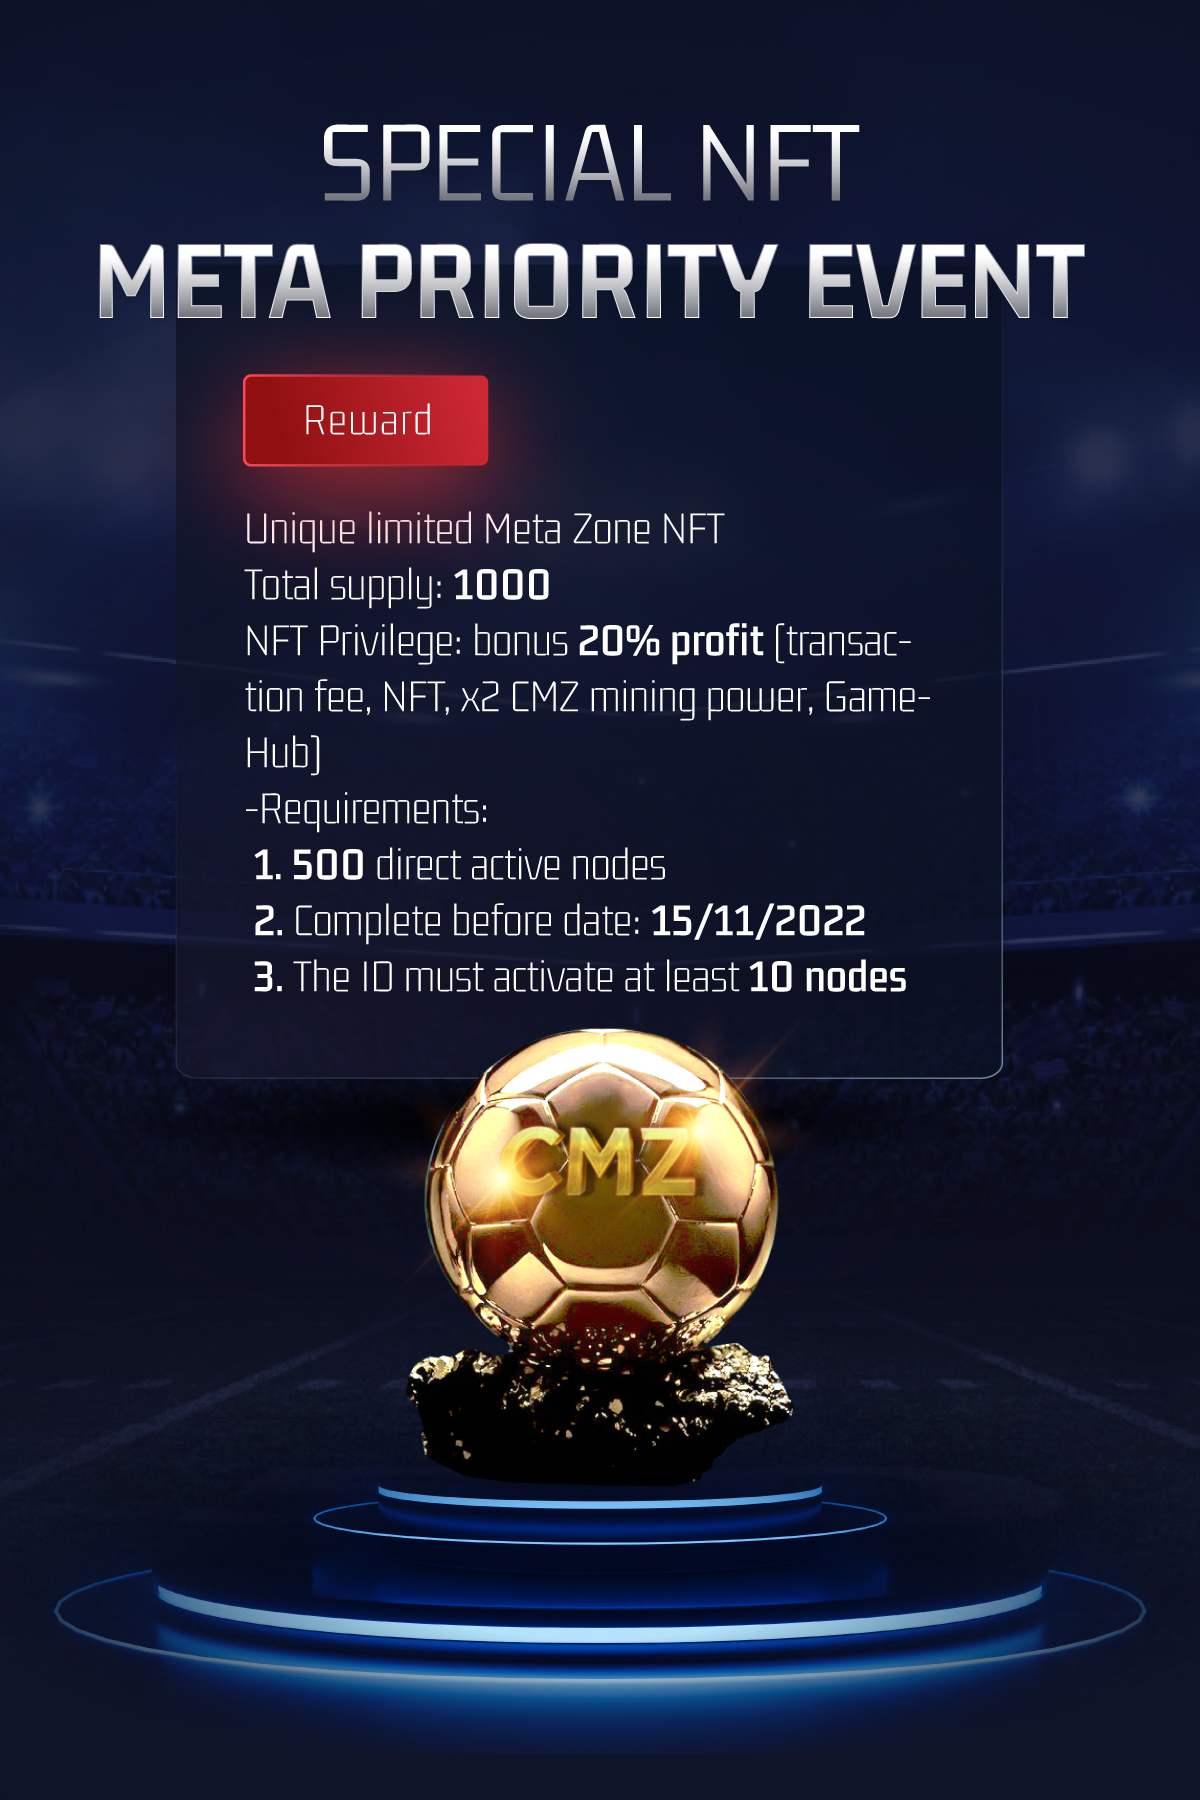 SPECIAL NFT
META PRIORITY EVENT
Reward
Unique limited Meta Zone NFT
Total supply: 1000
NFT Privilege: bonus 20% profit (transac-
tion fee, NFT, x2 CMZ mining power, Game-
Hub)
-Requirements:
1. 500 direct active nodes
2. Complete before date: 15/11/2022
3. The ID must activate at least 10 nodes
CMZ